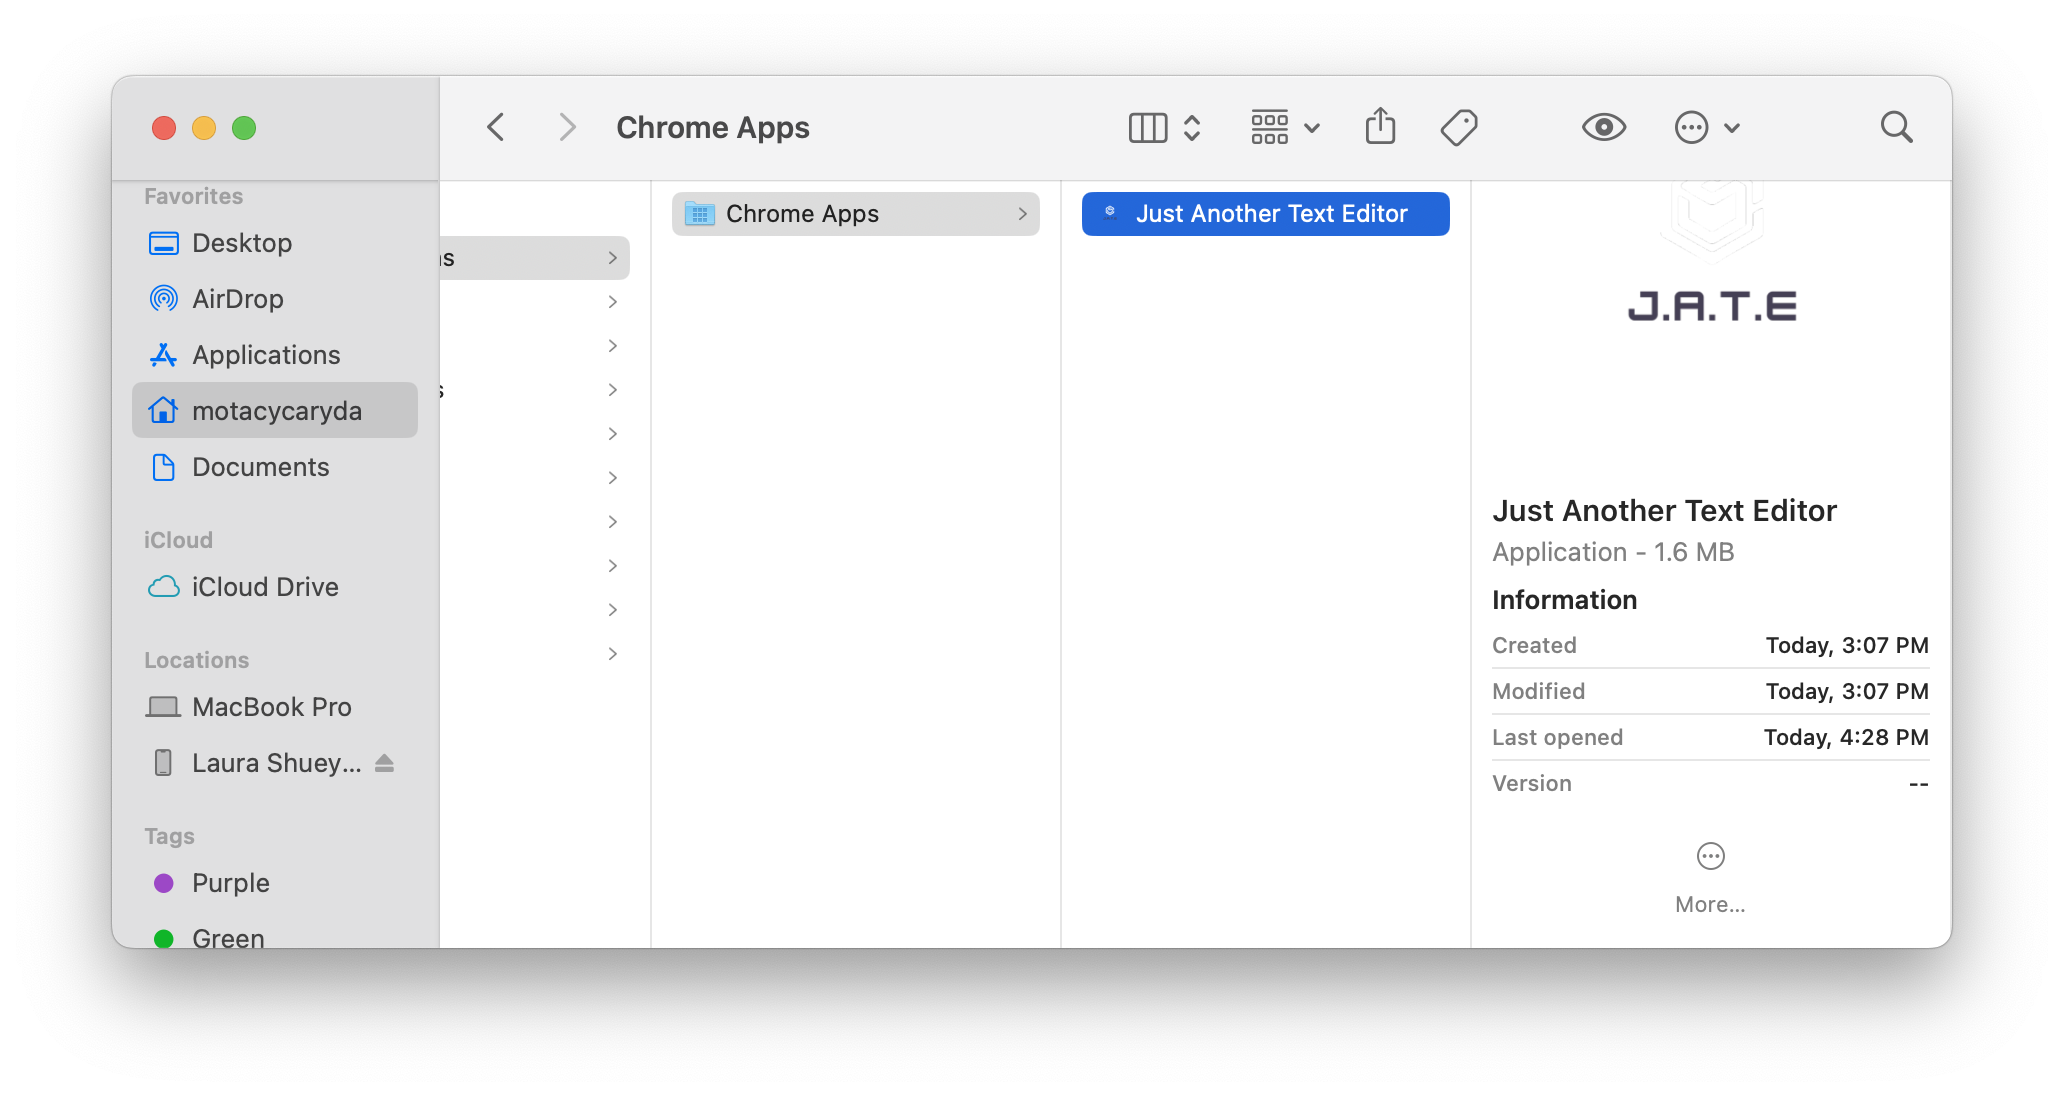 Chrome Apps
Favorites
Desktop
AirDrop
Applications
motacycaryda
Documents
iCloud
iCloud Drive
Locations
MacBook Pro
Laura Shuey...
Tags
Purple
Green
s
Chrome Apps
Just Another Text Editor
J.A.T.E
Just Another Text Editor
Application - 1.6 MB
Information
Created Today, 3:07 PM
Modified Today, 3:07 PM
Last opened Today, 4:28 PM
Version --
More...